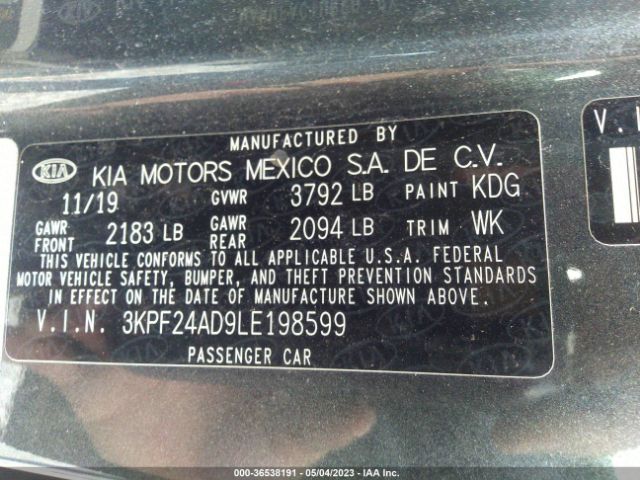 MANUFACTURED BY
KIA KIA MOTORS MEXICO S.A. DE C.V.
11/19 GVWR 3792 LB PAINT KDG
GAWR FRONT 2183 LB GAWR REAR 2094 LB TRIM WK
THIS VEHICLE CONFORMS TO ALL APPLICABLE U.S.A. FEDERAL
MOTOR VEHICLE SAFETY, BUMPER, AND THEFT PREVENTION STANDARDS
IN EFFECT ON THE DATE OF MANUFACTURE SHOWN ABOVE.
V.I.N. 3KPF24AD9LE198599
PASSENGER CAR
V.I
000-36538191 - 05/04/2023 - IAA Inc.